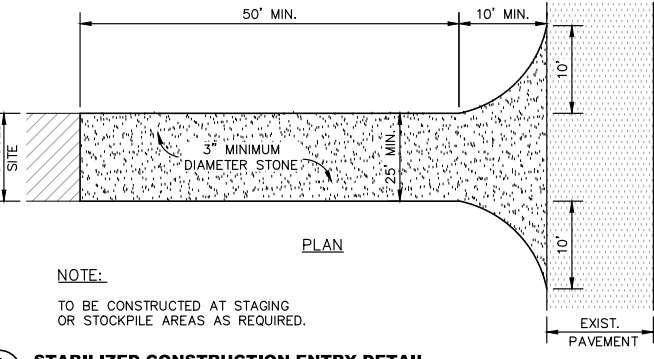 50' MIN.
10' MIN.
10'
SITE
3" MINIMUM
DIAMETER STONE
25' MIN.
10'
PLAN
NOTE:
TO BE CONSTRUCTED AT STAGING
OR STOCKPILE AREAS AS REQUIRED.
EXIST.
PAVEMENT
STABILIZED CONSTRUCTION ENTRY DETAIL